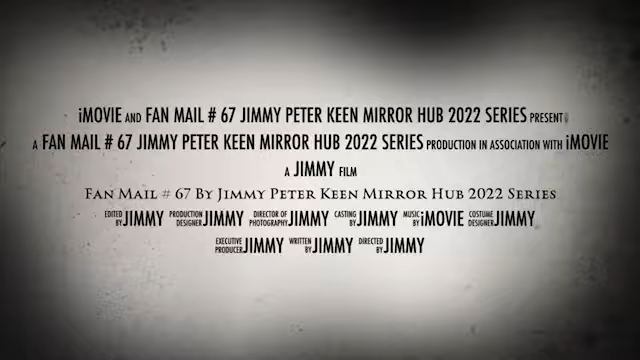 iMOVIE AND FAN MAIL # 67 JIMMY PETER KEEN MIRROR HUB 2022 SERIES PRESENT
A FAN MAIL # 67 JIMMY PETER KEEN MIRROR HUB 2022 SERIES PRODUCTION IN ASSOCIATION WITH iMOVIE
A JIMMY FILM
FAN MAIL # 67 BY JIMMY PETER KEEN MIRROR HUB 2022 SERIES
EDITED BY JIMMY PRODUCTION DESIGNER JIMMY DIRECTOR OF PHOTOGRAPHY JIMMY CASTING BY JIMMY MUSIC BY iMOVIE COSTUME DESIGNER JIMMY
EXECUTIVE PRODUCER JIMMY WRITTEN BY JIMMY DIRECTED BY JIMMY